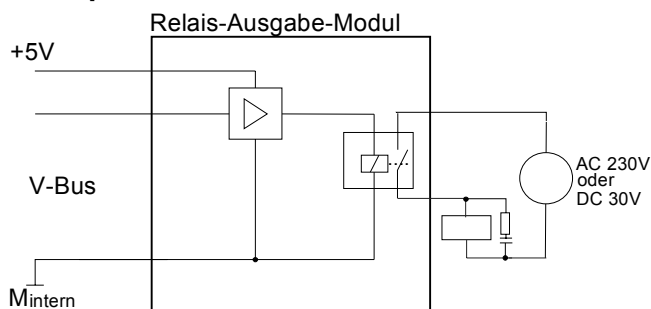 Relais-Ausgabe-Modul
+5V
V-Bus
AC 230V
oder
DC 30V
Mintern